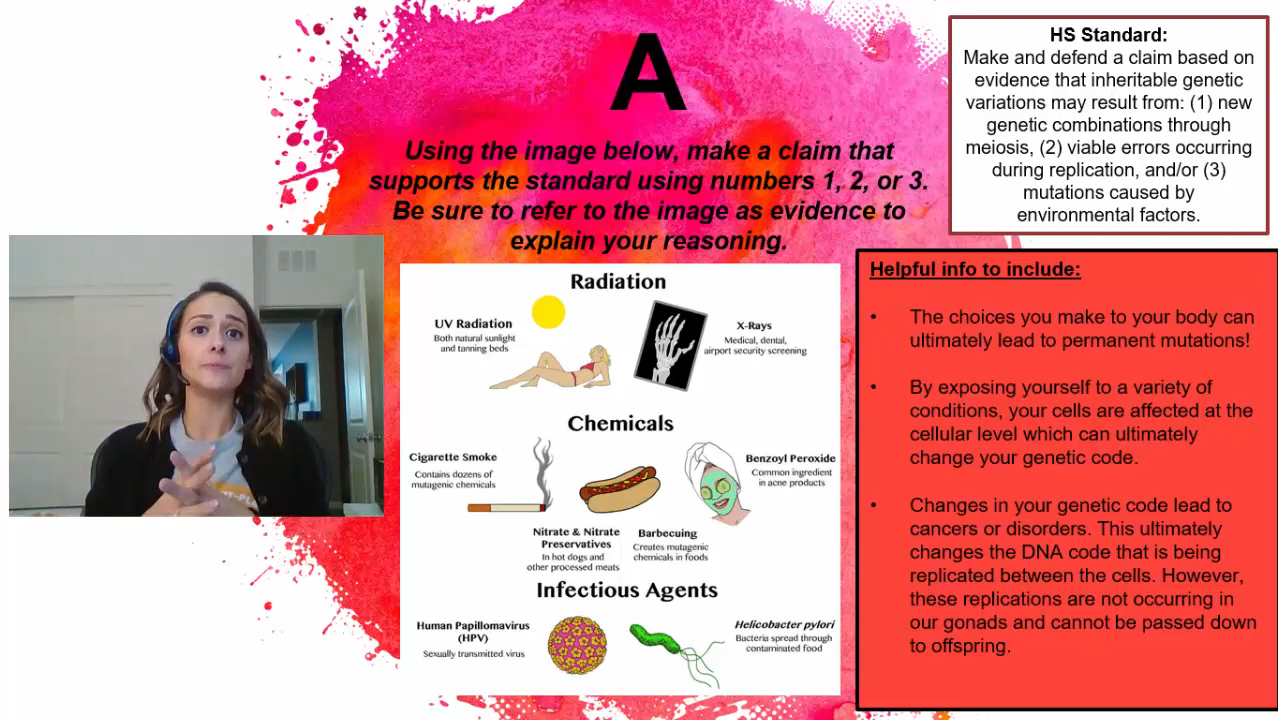 A
Using the image below, make a claim that
supports the standard using numbers 1, 2, or 3.
Be sure to refer to the image as evidence to
explain your reasoning.
HS Standard:
Make and defend a claim based on
evidence that inheritable genetic
variations may result from: (1) new
genetic combinations through
meiosis, (2) viable errors occurring
during replication, and/or (3)
mutations caused by
environmental factors.
Radiation
UV Radiation
Both natural sunlight
and tanning beds
X-Rays
Medical, dental,
airport security screening
Chemicals
Cigarette Smoke
Contains dozens of
mutagenic chemicals
Benzoyl Peroxide
Common ingredient
in acne products
Nitrate & Nitrate
Preservatives
In hot dogs and
other processed meats
Barbecuing
Creates mutagenic
chemicals in foods
Infectious Agents
Human Papillomavirus
(HPV)
Sexually transmitted virus
Helicobacter pylori
Bacteria spread through
contaminated food
Helpful info to include:
• The choices you make to your body can
ultimately lead to permanent mutations!
• By exposing yourself to a variety of
conditions, your cells are affected at the
cellular level which can ultimately
change your genetic code.
• Changes in your genetic code lead to
cancers or disorders. This ultimately
changes the DNA code that is being
replicated between the cells. However,
these replications are not occurring in
our gonads and cannot be passed down
to offspring.